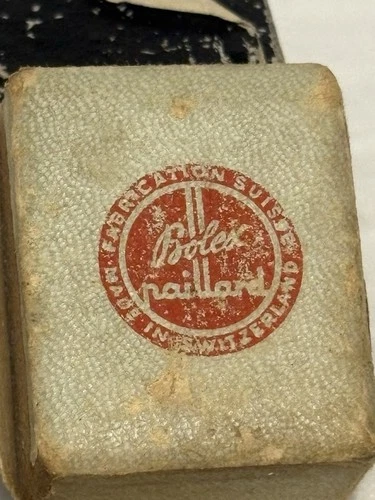 FABRICATION SUISSE
Bolex
paillard
MADE IN SWITZERLAND